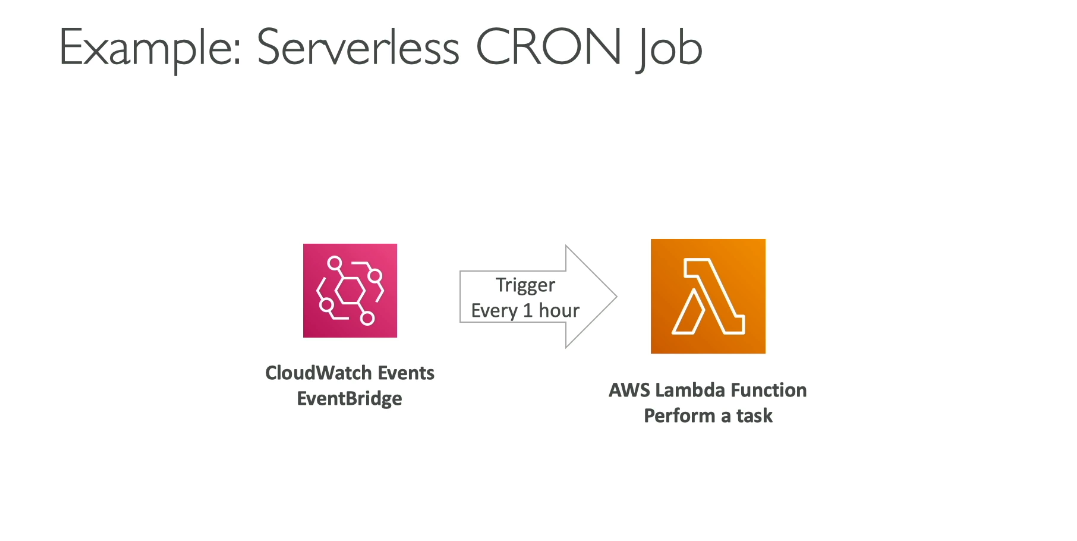 Example: Serverless CRON Job
Trigger
Every 1 hour
CloudWatch Events
EventBridge
AWS Lambda Function
Perform a task